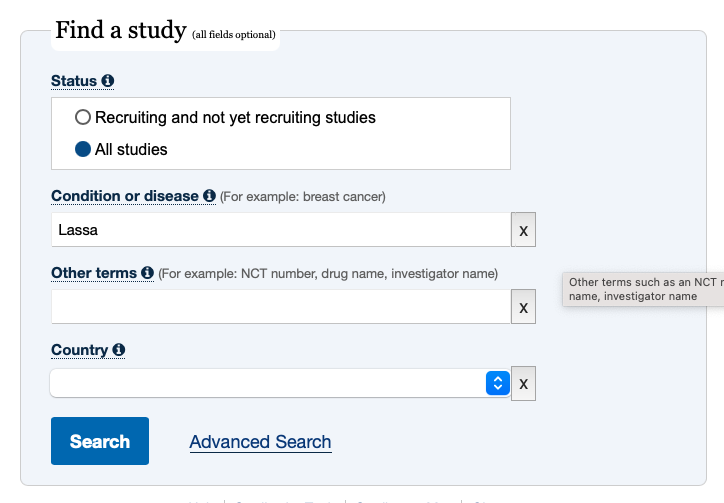 Find a study (all fields optional)
Status
Recruiting and not yet recruiting studies
All studies
Condition or disease (For example: breast cancer)
Lassa
X
Other terms (For example: NCT number, drug name, investigator name)
Other terms such as an NCT
name, investigator name
X
Country
X
Search Advanced Search